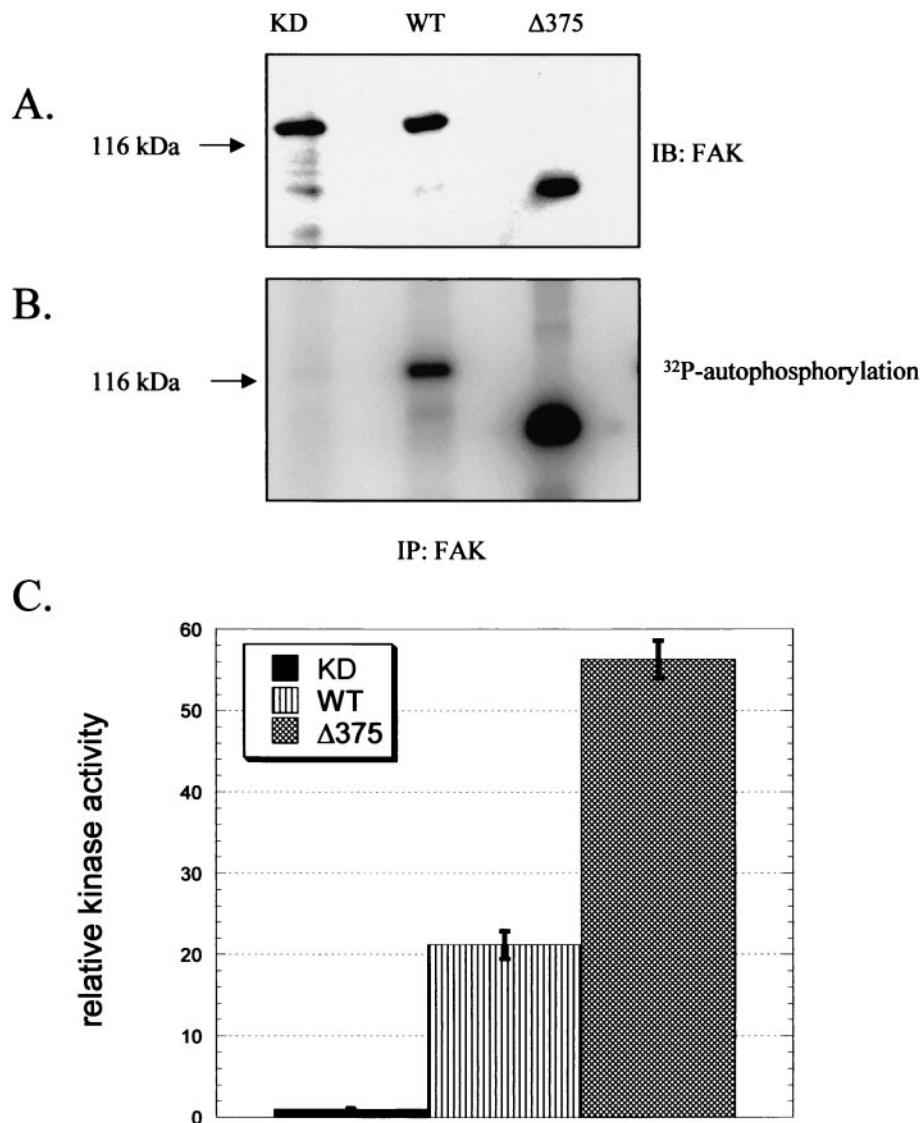 KD WT Δ375
A.
116 kDa
IB: FAK
B.
116 kDa
³²P-autophosphorylation
IP: FAK
C.
60
50
40
30
20
10
0
relative kinase activity
KD
WT
Δ375